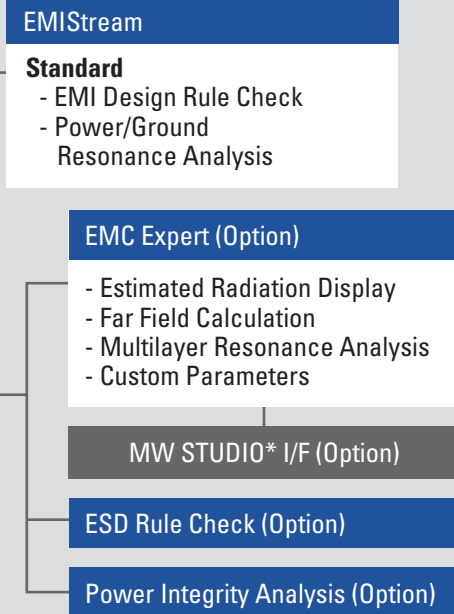 EMIStream
Standard
- EMI Design Rule Check
- Power/Ground
Resonance Analysis
EMC Expert (Option)
- Estimated Radiation Display
- Far Field Calculation
- Multilayer Resonance Analysis
- Custom Parameters
MW STUDIO* I/F (Option)
ESD Rule Check (Option)
Power Integrity Analysis (Option)